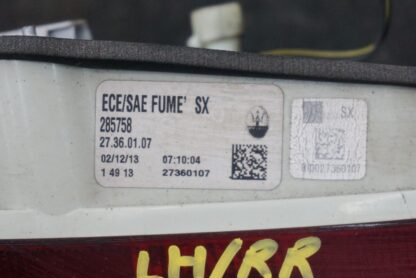 ECE/SAE FUME' SX
285758
27.36.01.07
02/12/13 07:10:04
1 49 13 27360107
SX
LH/RR